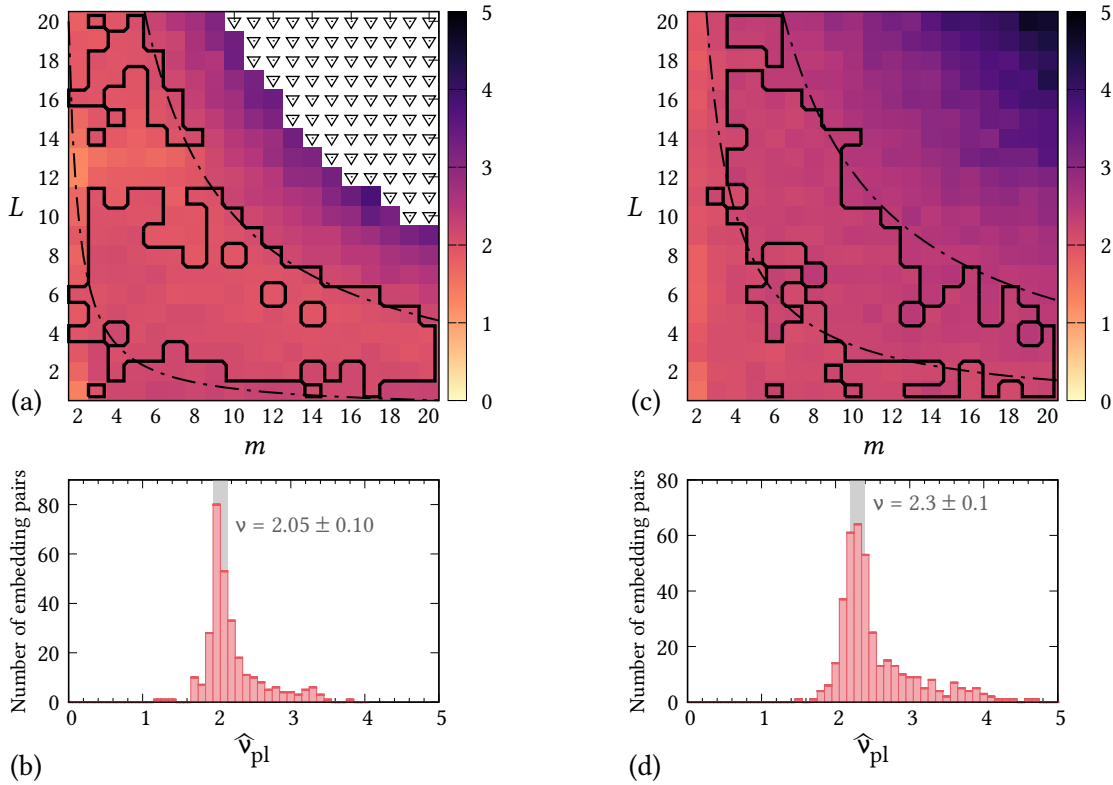 20
18
16
14
12
10
8
6
4
2
L
(a)
2 4 6 8 10 12 14 16 18 20
m
5
4
3
2
1
0
20
18
16
14
12
10
8
6
4
2
L
(c)
2 4 6 8 10 12 14 16 18 20
m
5
4
3
2
1
0
Number of embedding pairs
80
60
40
20
0
ν = 2.05 ± 0.10
0 1 2 3 4 5
ν̂pl
(b)
Number of embedding pairs
80
60
40
20
0
ν = 2.3 ± 0.1
0 1 2 3 4 5
ν̂pl
(d)